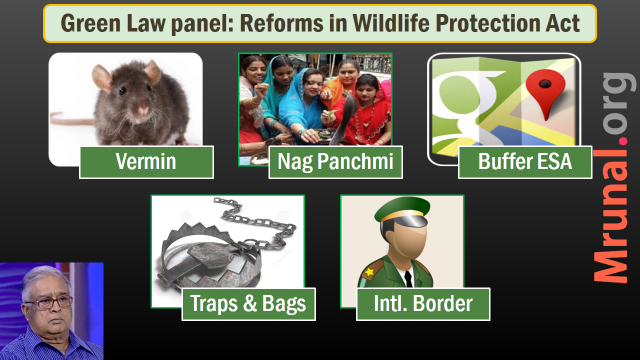 Green Law panel: Reforms in Wildlife Protection Act
Vermin
Nag Panchmi
Buffer ESA
Traps & Bags
Intl. Border
Mrunal.org
g